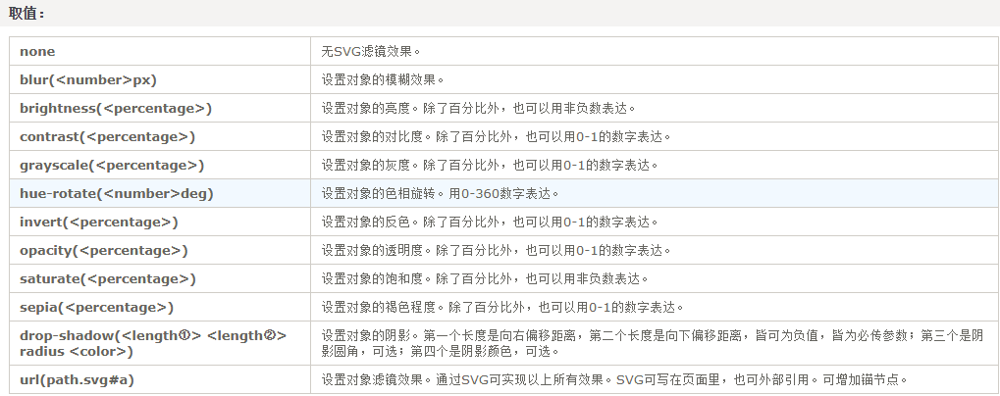 取值：
none 无SVG滤镜效果。
blur(<number>px) 设置对象的模糊效果。
brightness(<percentage>) 设置对象的亮度。除了百分比外，也可以用非负数表达。
contrast(<percentage>) 设置对象的对比度。除了百分比外，也可以用0-1的数字表达。
grayscale(<percentage>) 设置对象的灰度。除了百分比外，也可以用0-1的数字表达。
hue-rotate(<number>deg) 设置对象的色相旋转。用0-360数字表达。
invert(<percentage>) 设置对象的反色。除了百分比外，也可以用0-1的数字表达。
opacity(<percentage>) 设置对象的透明度。除了百分比外，也可以用0-1的数字表达。
saturate(<percentage>) 设置对象的饱和度。除了百分比外，也可以用非负数表达。
sepia(<percentage>) 设置对象的褐色程度。除了百分比外，也可以用0-1的数字表达。
drop-shadow(<length①> <length②>
radius <color>)
设置对象的阴影。第一个长度是向右偏移距离，第二个长度是向下偏移距离，皆可为负值，皆为必传参数；第三个是阴
影圆角，可选；第四个是阴影颜色，可选。
url(path.svg#a) 设置对象滤镜效果。通过SVG可实现以上所有效果。SVG可写在页面里，也可外部引用。可增加锚节点。